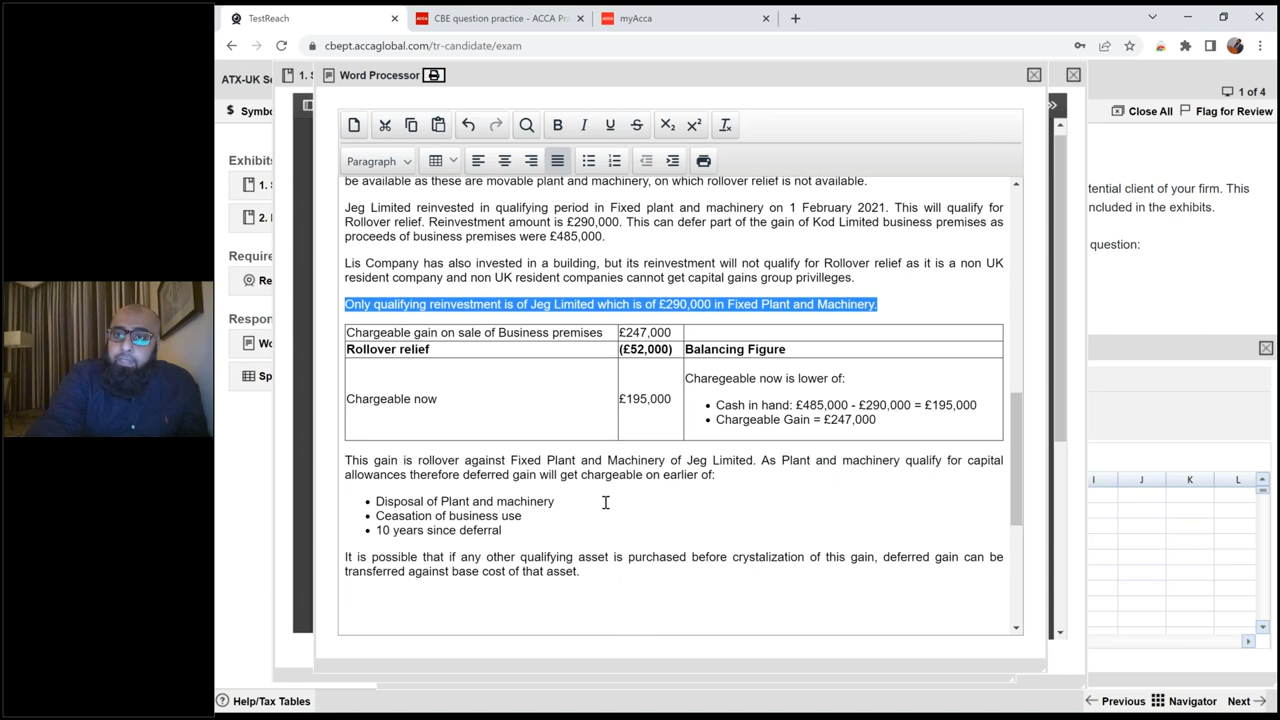 TestReach
CBE question practice - ACCA Pra
myAcca
cbept.accaglobal.com/tr-candidate/exam
ATX-UK Se
1. S
Word Processor
1 of 4
$ Symbo
Close All
Flag for Review
Paragraph
Exhibits
1.
2.
Require
Re
Respon
Wo
Sp
tential client of your firm. This
ncluded in the exhibits.
question:
be available as these are movable plant and machinery, on which rollover relief is not available.
Jeg Limited reinvested in qualifying period in Fixed plant and machinery on 1 February 2021. This will qualify for
Rollover relief. Reinvestment amount is £290,000. This can defer part of the gain of Kod Limited business premises as
proceeds of business premises were £485,000.
Lis Company has also invested in a building, but its reinvestment will not qualify for Rollover relief as it is a non UK
resident company and non UK resident companies cannot get capital gains group privilleges.
Only qualifying reinvestment is of Jeg Limited which is of £290,000 in Fixed Plant and Machinery.
Chargeable gain on sale of Business premises £247,000
Rollover relief (£52,000) Balancing Figure
Charegeable now is lower of:
Chargeable now £195,000
• Cash in hand: £485,000 - £290,000 = £195,000
• Chargeable Gain = £247,000
This gain is rollover against Fixed Plant and Machinery of Jeg Limited. As Plant and machinery qualify for capital
allowances therefore deferred gain will get chargeable on earlier of:
• Disposal of Plant and machinery
• Ceasation of business use
• 10 years since deferral
It is possible that if any other qualifying asset is purchased before crystalization of this gain, deferred gain can be
transferred against base cost of that asset.
I J K L
Help/Tax Tables
Previous
Navigator
Next